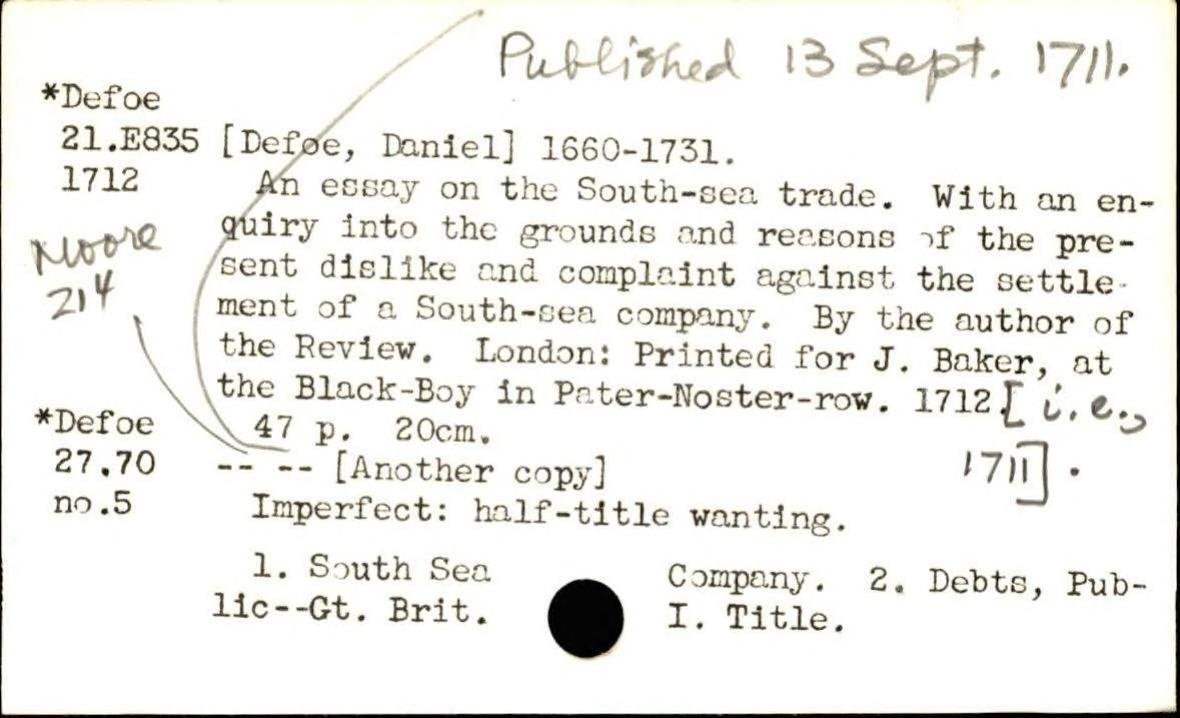 Published 13 Sept. 1711.
*Defoe
21.E835 [Defoe, Daniel] 1660-1731.
1712 An essay on the South-sea trade. With an en-
quiry into the grounds and reasons of the pre-
Moore
sent dislike and complaint against the settle-
214
ment of a South-sea company. By the author of
the Review. London: Printed for J. Baker, at
the Black-Boy in Pater-Noster-row. 1712.[i.e.,
*Defoe 47 p. 20cm.
27.70 -- -- [Another copy] 1711].
no.5 Imperfect: half-title wanting.
1. South Sea Company. 2. Debts, Pub-
lic--Gt. Brit. I. Title.